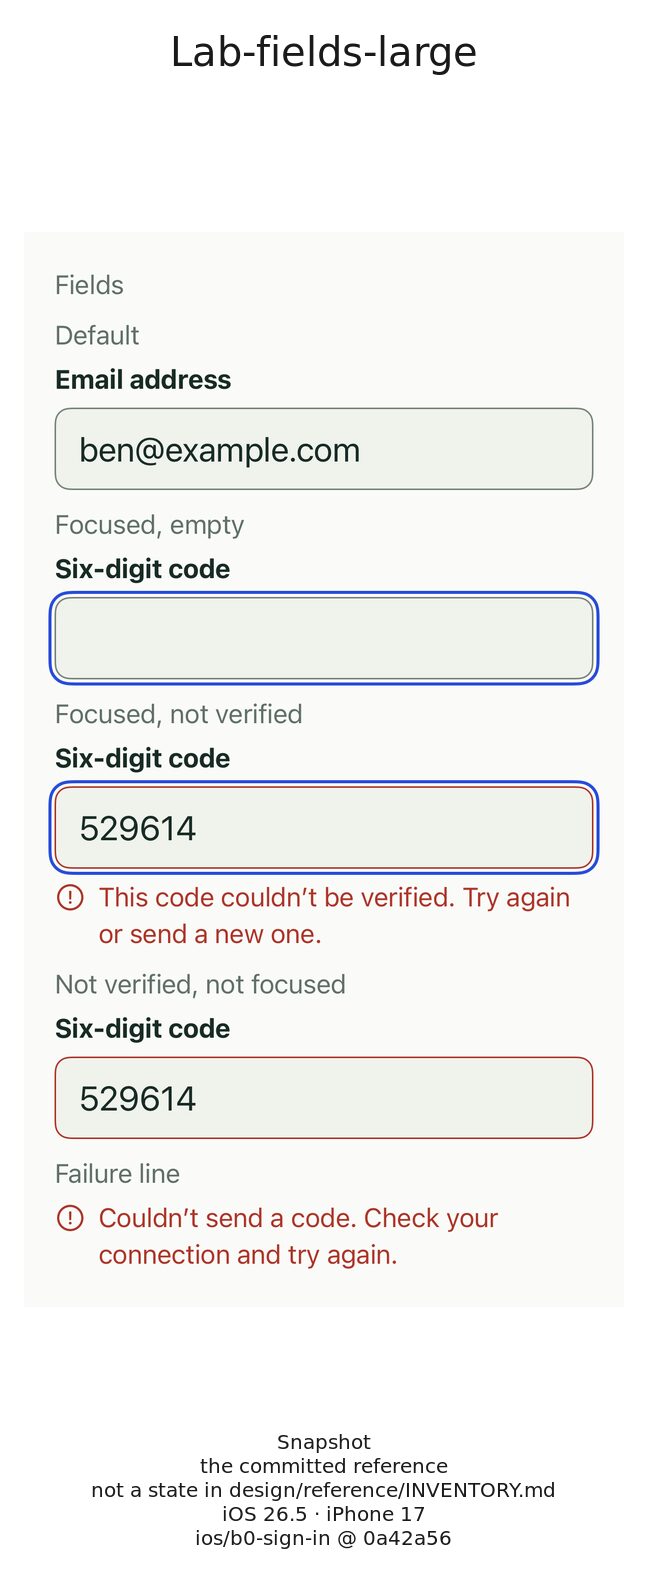 Lab-fields-large
Fields
Default
Email address
ben@example.com
Focused, empty
Six-digit code
Focused, not verified
Six-digit code
529614
This code couldn’t be verified. Try again
or send a new one.
Not verified, not focused
Six-digit code
529614
Failure line
Couldn’t send a code. Check your
connection and try again.
Snapshot
the committed reference
not a state in design/reference/INVENTORY.md
iOS 26.5 · iPhone 17
ios/b0-sign-in @ 0a42a56